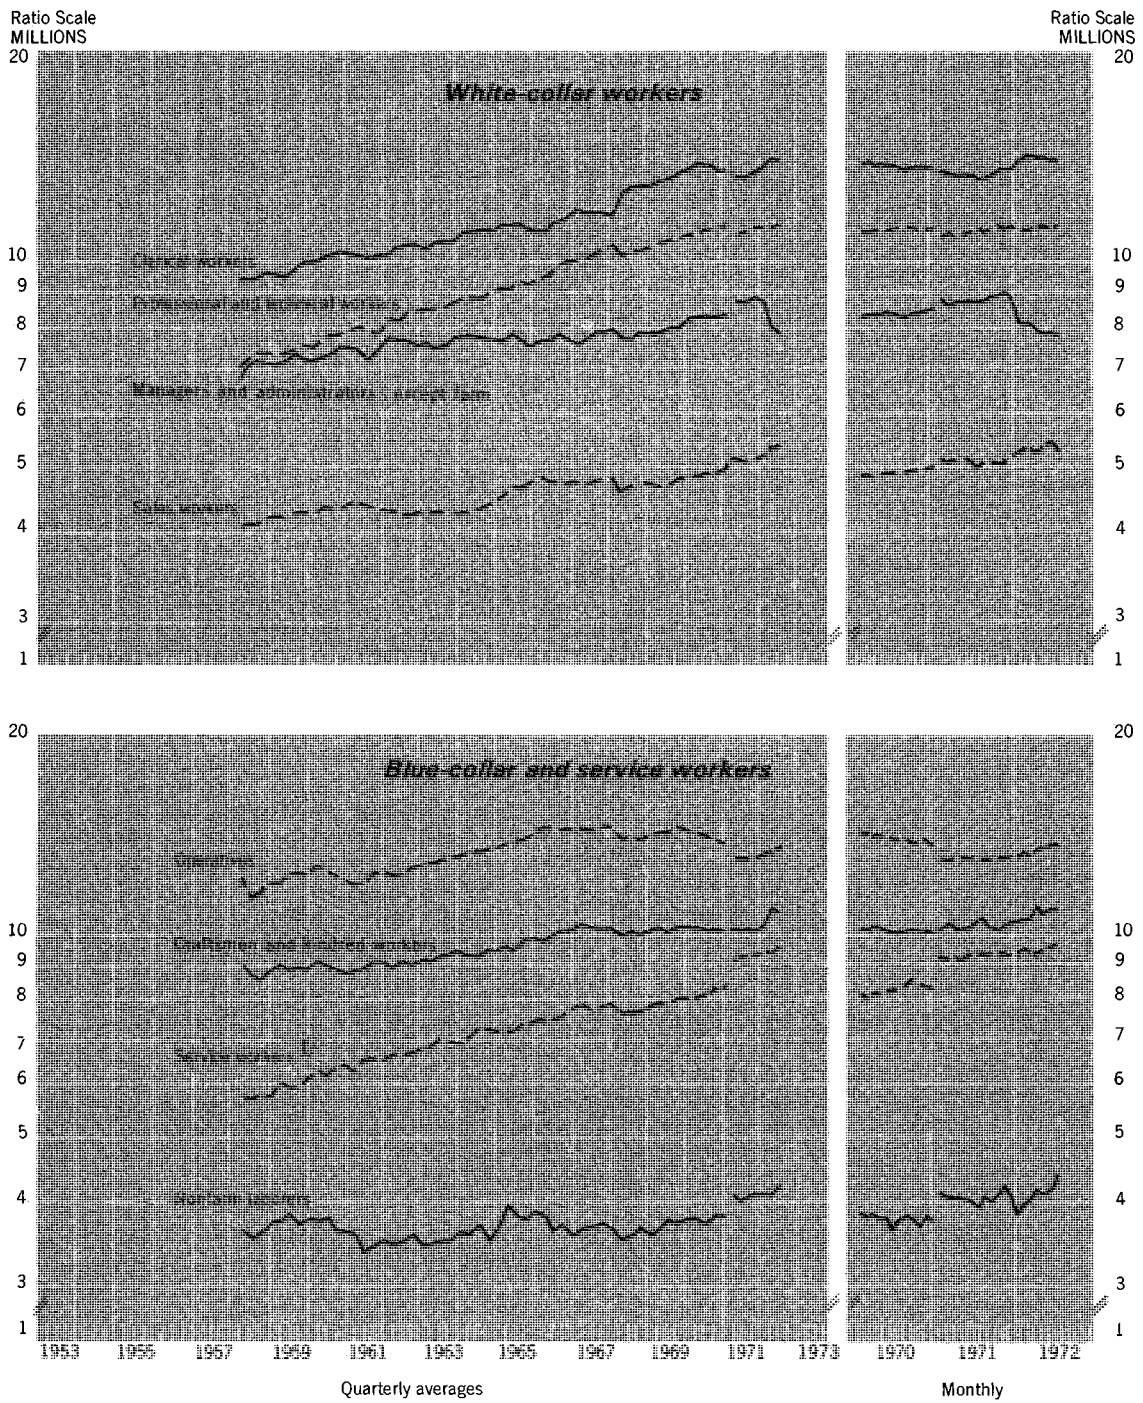 Ratio Scale
MILLIONS
Ratio Scale
MILLIONS
White-collar workers
20
10
9
8
7
6
5
4
3
1
Clerical workers
Professional and technical workers
Managers and administrators, except farm
Sales workers
20
10
9
8
7
6
5
4
3
1
Blue-collar and service workers
20
10
9
8
7
6
5
4
3
1
Operatives
Craftsmen and kindred workers
Service workers
Nonfarm laborers
20
10
9
8
7
6
5
4
3
1
1953 1955 1957 1959 1961 1963 1965 1967 1969 1971 1973
1970 1971 1972
Quarterly averages
Monthly